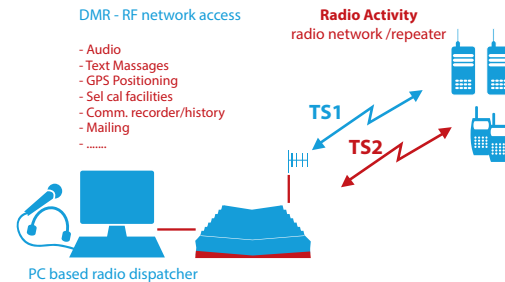 DMR - RF network access
- Audio
- Text Massages
- GPS Positioning
- Sel cal facilities
- Comm. recorder/history
- Mailing
- .......
Radio Activity
radio network /repeater
TS1
TS2
PC based radio dispatcher